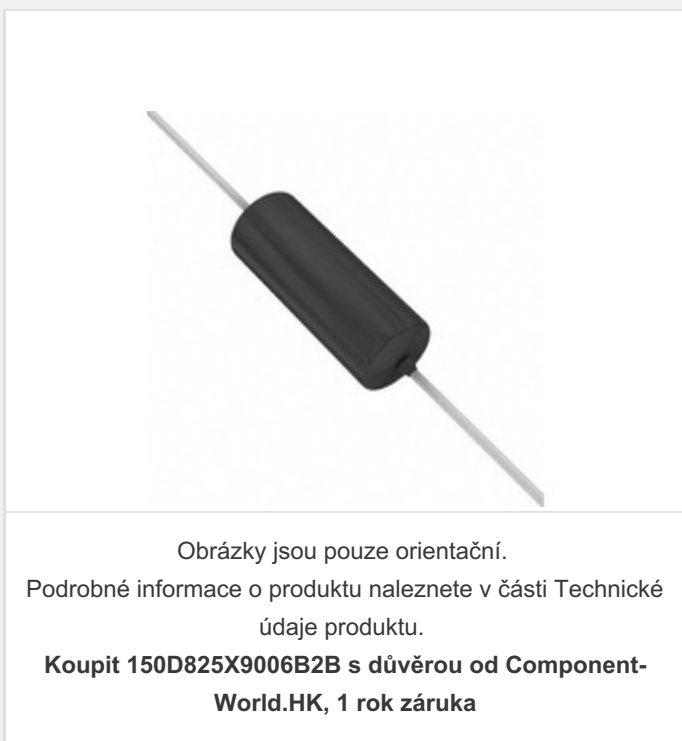 Obrázky jsou pouze orientační.
Podrobné informace o produktu naleznete v části Technické
údaje produktu.
Koupit 150D825X9006B2B s důvěrou od Component-
World.HK, 1 rok záruka